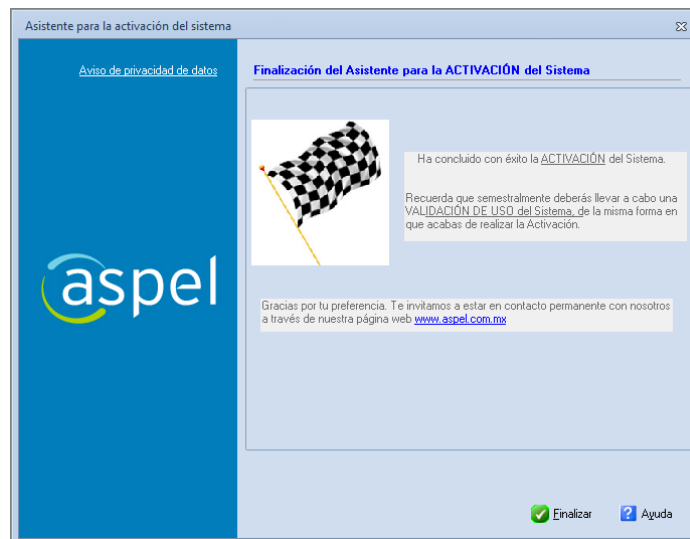 Asistente para la activación del sistema
Aviso de privacidad de datos
Finalización del Asistente para la ACTIVACIÓN del Sistema
Ha concluido con éxito la ACTIVACIÓN del Sistema.
Recuerda que semestralmente deberás llevar a cabo una
VALIDACIÓN DE USO del Sistema, de la misma forma en
que acabas de realizar la Activación.
aspel
Gracias por tu preferencia. Te invitamos a estar en contacto permanente con nosotros
a través de nuestra página web www.aspel.com.mx
Finalizar
Ayuda